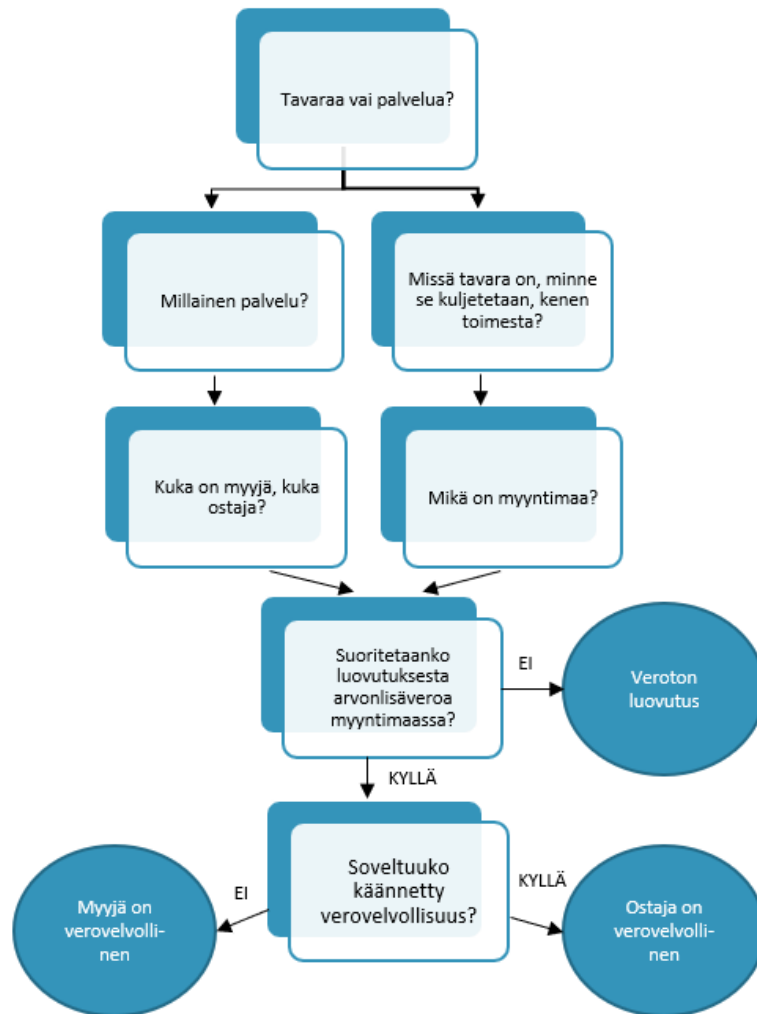 Tavaraa vai palvelua?
Millainen palvelu?
Missä tavara on, minne
se kuljetetaan, kenen
toimesta?
Kuka on myyjä, kuka
ostaja?
Mikä on myyntimaa?
Suoritetaanko
luovutuksesta
arvonlisäveroa
myyntimaassa?
EI
Veroton
luovutus
KYLLÄ
Soveltuuko
käännetty
verovelvollisuus?
EI
Myyjä on
verovelvolli-
nen
KYLLÄ
Ostaja on
verovelvolli-
nen